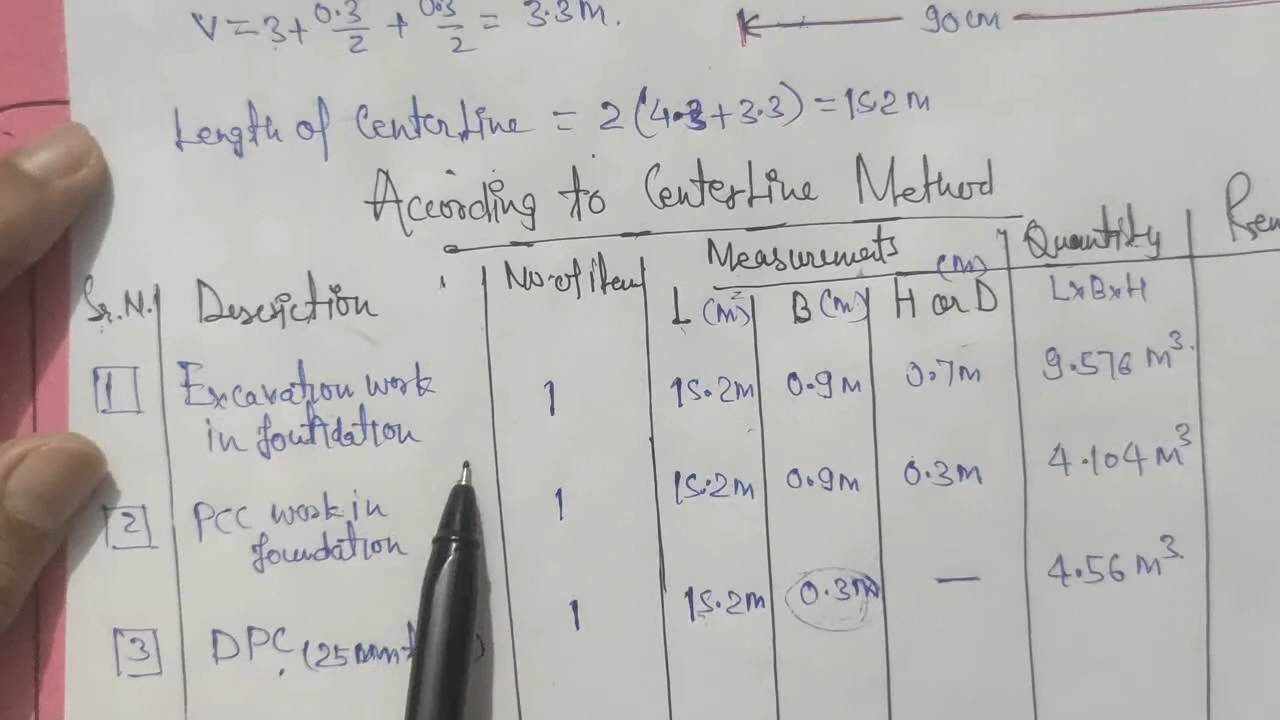 V = 3 + 0.3/2 + 0.3/2 = 3.3m.
90cm
Length of Centerline = 2(4.3+3.3) = 15.2m
According to Centerline Method
Sr.N. Desciction No. of item Measurements Quantity
L (m) B (m) H or D (m) LxBxH
1 Excavation work in foutdation 1 15.2m 0.9m 0.7m 9.576 m³.
2 PCC work in foundation 1 15.2m 0.9m 0.3m 4.104 m³
3 DPC (25mm 1 15.2m 0.3m — 4.56 m³.